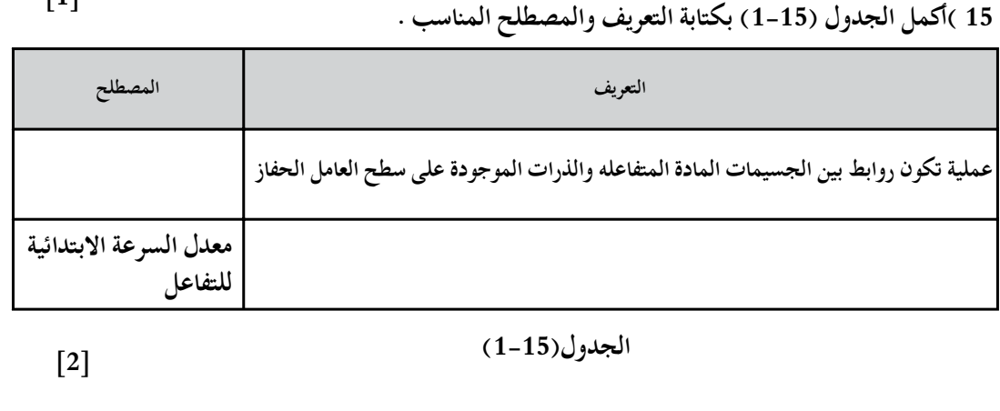 [1]
15 )أكمل الجدول (15-1) بكتابة التعريف والمصطلح المناسب .
التعريف
المصطلح
عملية تكون روابط بين الجسيمات المادة المتفاعله والذرات الموجودة على سطح العامل الحفاز
معدل السرعة الابتدائية
للتفاعل
الجدول(15-1)
[2]